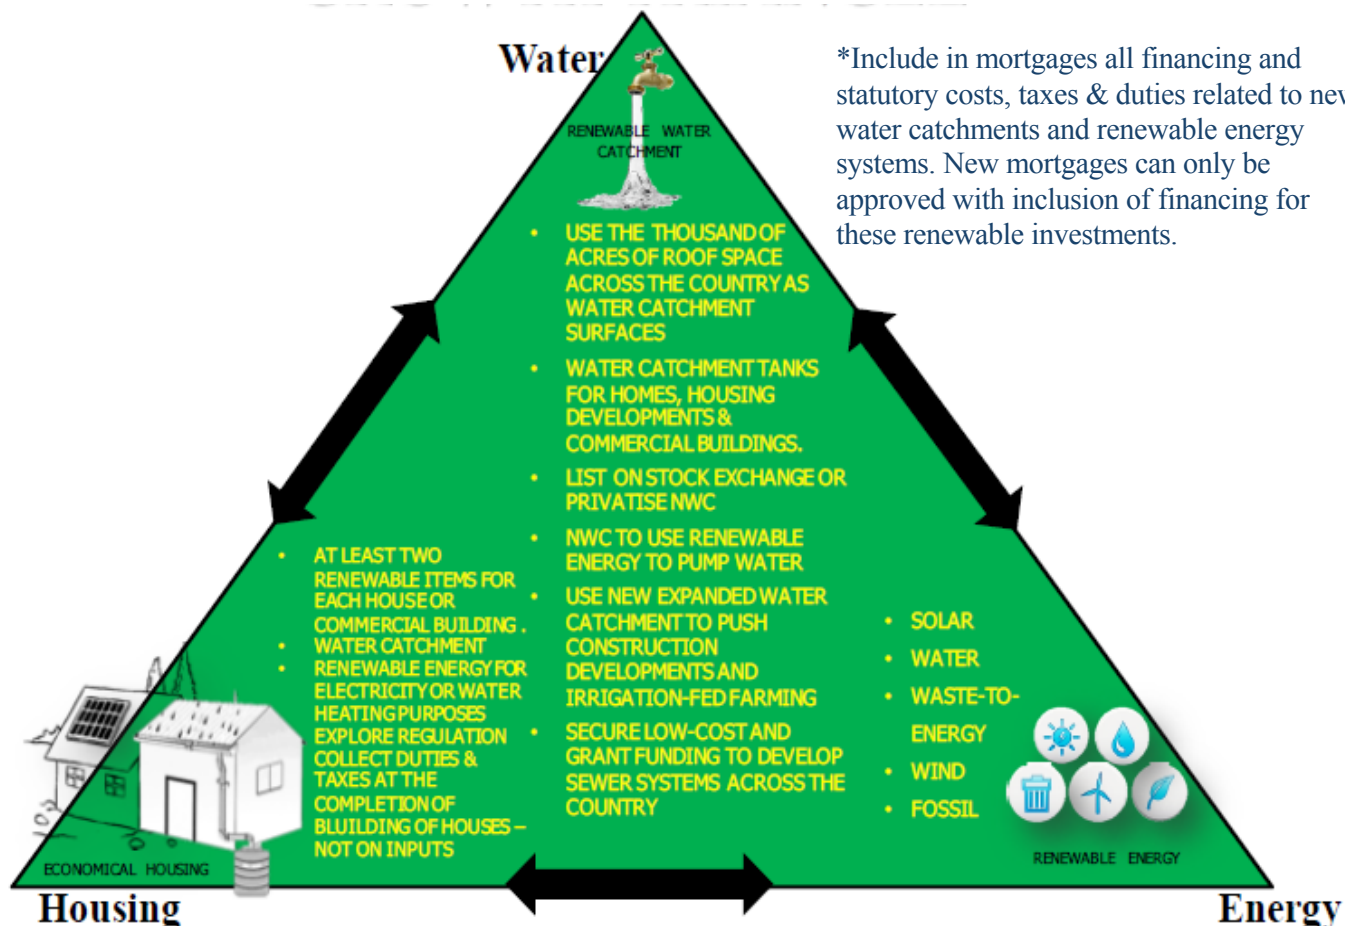 Water
*Include in mortgages all financing and
statutory costs, taxes & duties related to new
water catchments and renewable energy
systems. New mortgages can only be
approved with inclusion of financing for
these renewable investments.
RENEWABLE WATER
CATCHMENT
• USE THE THOUSAND OF
ACRES OF ROOF SPACE
ACROSS THE COUNTRY AS
WATER CATCHMENT
SURFACES
• WATER CATCHMENT TANKS
FOR HOMES, HOUSING
DEVELOPMENTS &
COMMERCIAL BUILDINGS.
• LIST ON STOCK EXCHANGE OR
PRIVATISE NWC
• NWC TO USE RENEWABLE
ENERGY TO PUMP WATER
• USE NEW EXPANDED WATER
CATCHMENT TO PUSH
CONSTRUCTION
DEVELOPMENTS AND
IRRIGATION-FED FARMING
• SECURE LOW-COST AND
GRANT FUNDING TO DEVELOP
SEWER SYSTEMS ACROSS THE
COUNTRY
• AT LEAST TWO
RENEWABLE ITEMS FOR
EACH HOUSE OR
COMMERCIAL BUILDING .
• WATER CATCHMENT
• RENEWABLE ENERGY FOR
ELECTRICITY OR WATER
HEATING PURPOSES
EXPLORE REGULATION
COLLECT DUTIES &
TAXES AT THE
COMPLETION OF
BLUILDING OF HOUSES –
NOT ON INPUTS
• SOLAR
• WATER
• WASTE-TO-
ENERGY
• WIND
• FOSSIL
ECONOMICAL HOUSING
RENEWABLE ENERGY
Housing
Energy